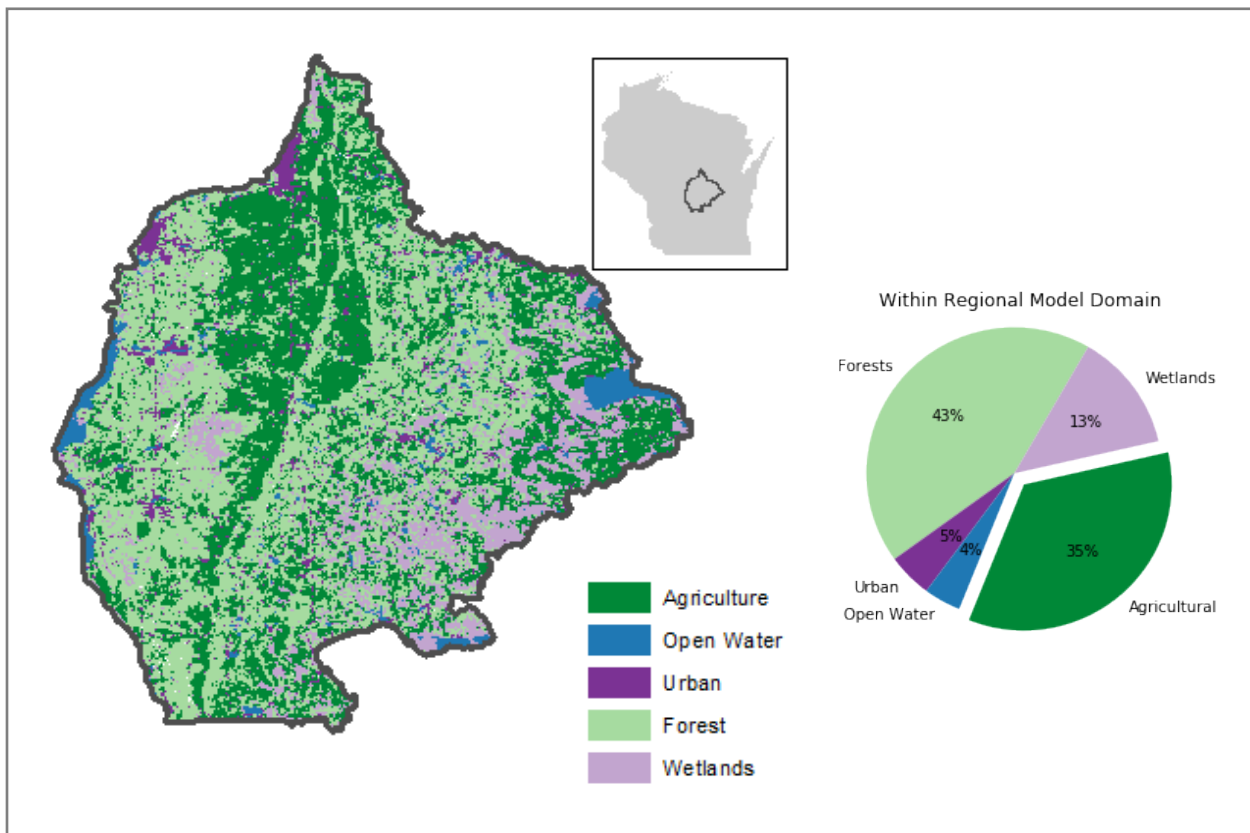 Within Regional Model Domain
Forests
Wetlands
43%
13%
5%
4%
35%
Urban
Open Water
Agricultural
Agriculture
Open Water
Urban
Forest
Wetlands